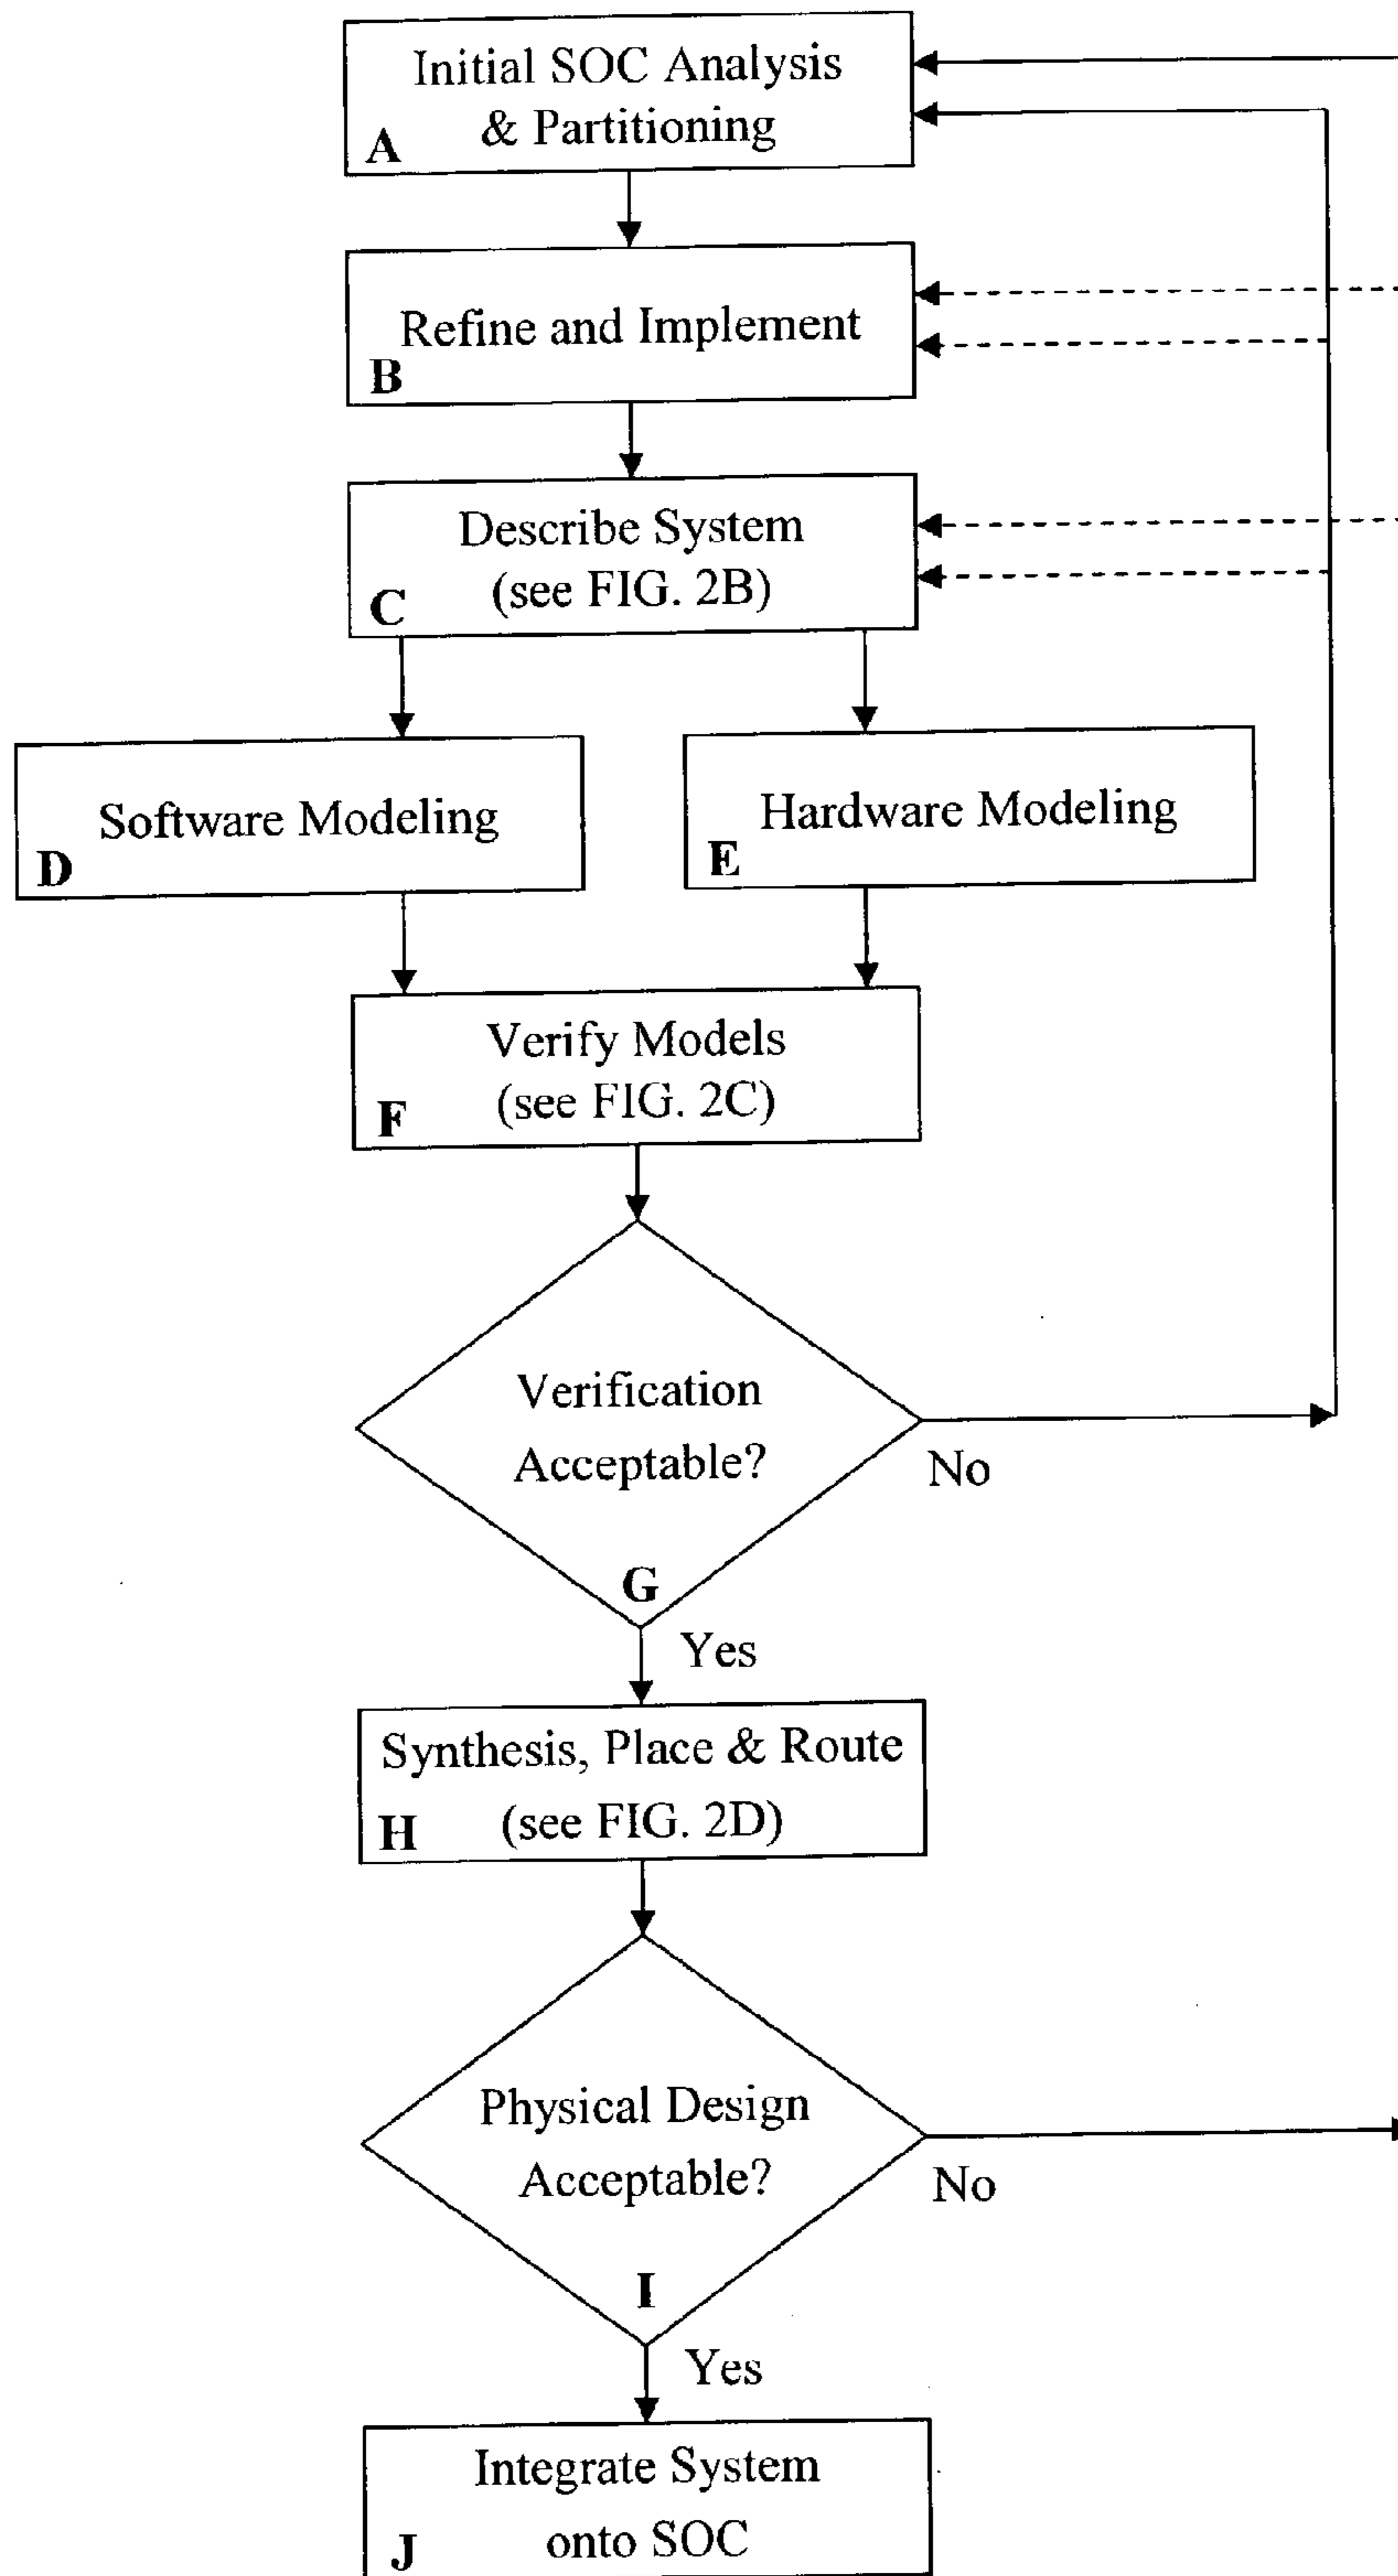 Initial SOC Analysis
& Partitioning
A
Refine and Implement
B
Describe System
(see FIG. 2B)
C
Software Modeling
D
Hardware Modeling
E
Verify Models
(see FIG. 2C)
F
Verification
Acceptable?
No
G
Yes
Synthesis, Place & Route
(see FIG. 2D)
H
Physical Design
Acceptable?
No
I
Yes
Integrate System
onto SOC
J